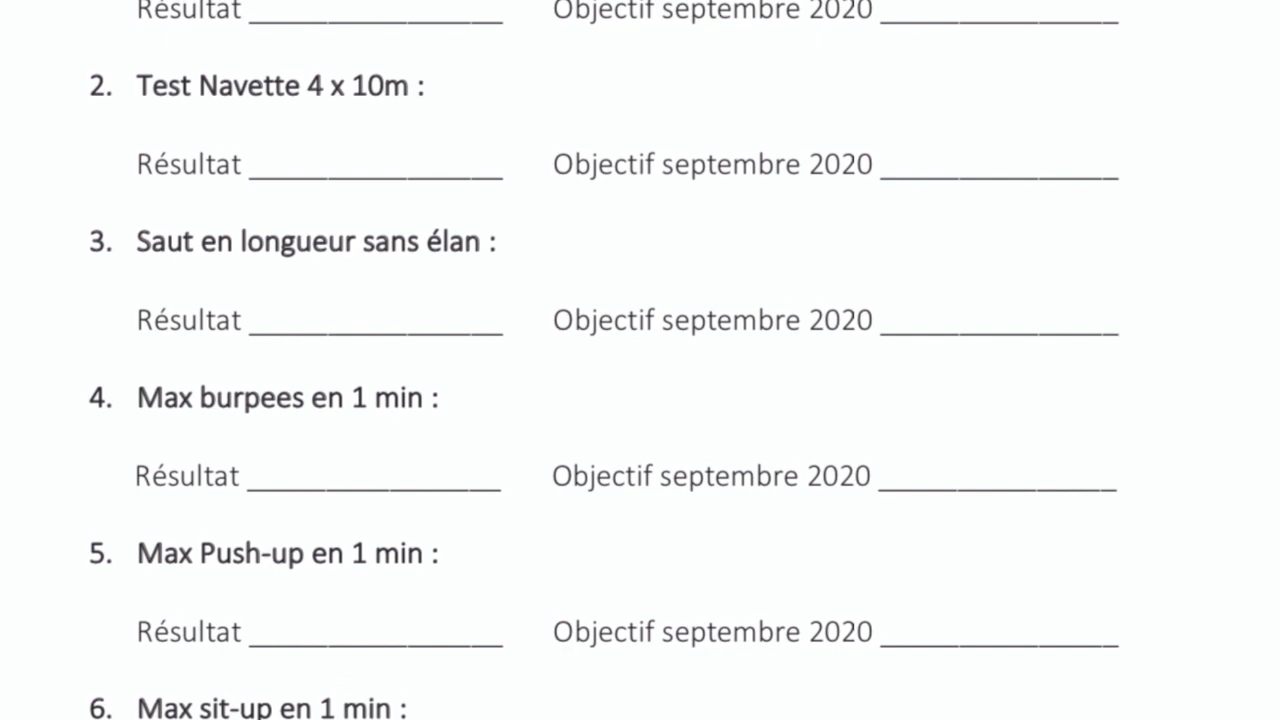 Résultat ________________ Objectif septembre 2020 _______________
2. Test Navette 4 x 10m :
Résultat ________________ Objectif septembre 2020 _______________
3. Saut en longueur sans élan :
Résultat ________________ Objectif septembre 2020 _______________
4. Max burpees en 1 min :
Résultat ________________ Objectif septembre 2020 _______________
5. Max Push-up en 1 min :
Résultat ________________ Objectif septembre 2020 _______________
6. Max sit-up en 1 min :